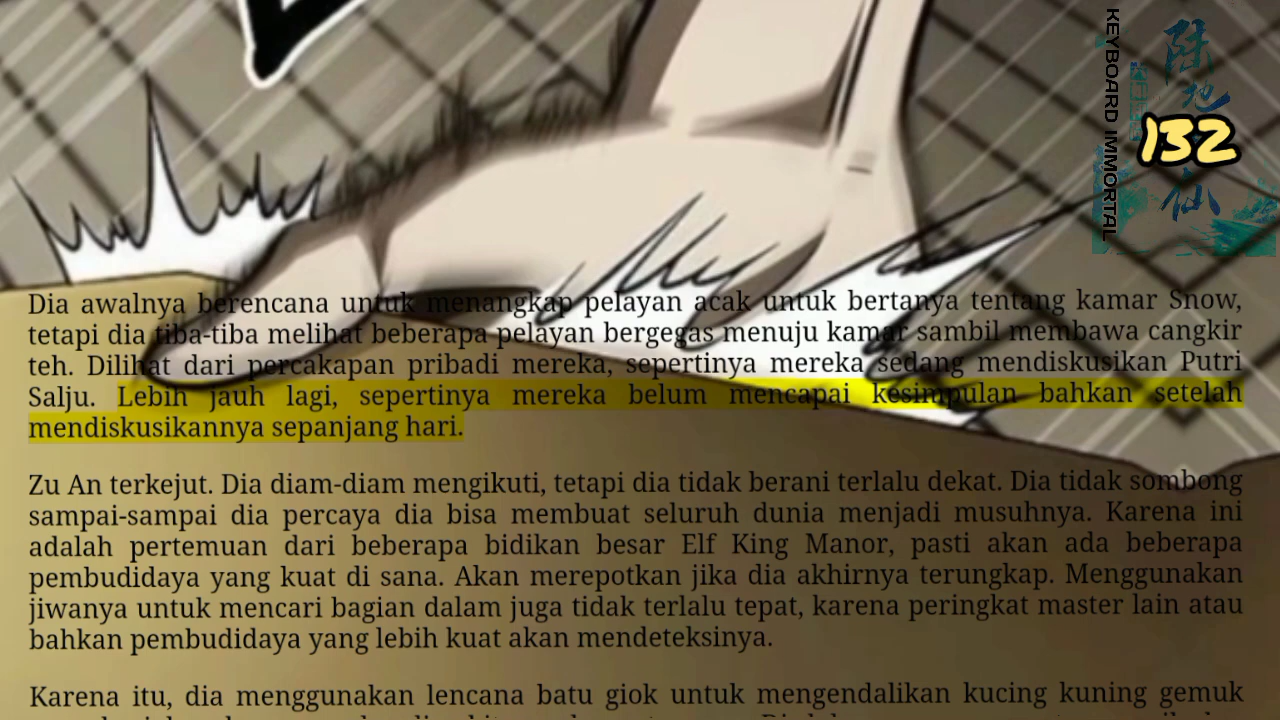 KEYBOARD IMMORTAL
陆地
132
仙
Dia awalnya berencana untuk menangkap pelayan acak untuk bertanya tentang kamar Snow,
tetapi dia tiba-tiba melihat beberapa pelayan bergegas menuju kamar sambil membawa cangkir
teh. Dilihat dari percakapan pribadi mereka, sepertinya mereka sedang mendiskusikan Putri
Salju. Lebih jauh lagi, sepertinya mereka belum mencapai kesimpulan bahkan setelah
mendiskusikannya sepanjang hari.
Zu An terkejut. Dia diam-diam mengikuti, tetapi dia tidak berani terlalu dekat. Dia tidak sombong
sampai-sampai dia percaya dia bisa membuat seluruh dunia menjadi musuhnya. Karena ini
adalah pertemuan dari beberapa bidikan besar Elf King Manor, pasti akan ada beberapa
pembudidaya yang kuat di sana. Akan merepotkan jika dia akhirnya terungkap. Menggunakan
jiwanya untuk mencari bagian dalam juga tidak terlalu tepat, karena peringkat master lain atau
bahkan pembudidaya yang lebih kuat akan mendeteksinya.
Karena itu, dia menggunakan lencana batu giok untuk mengendalikan kucing kuning gemuk